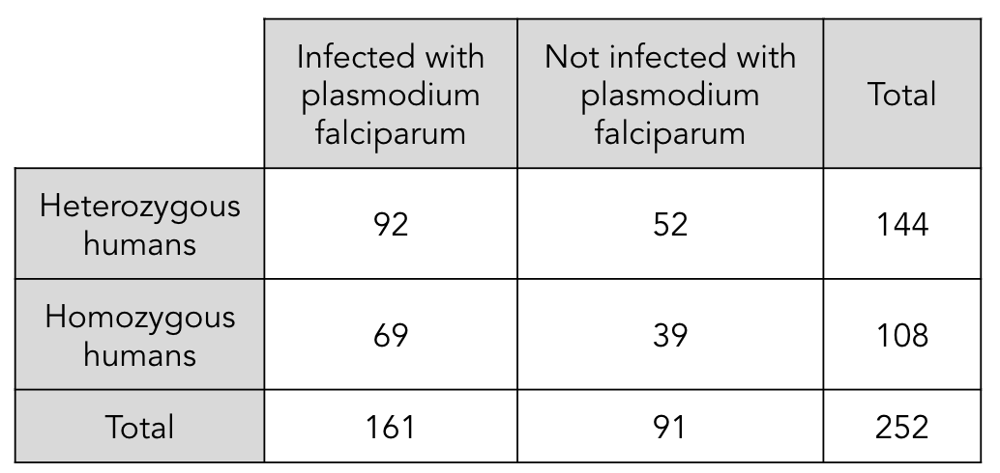 Infected with
plasmodium
falciparum
Not infected with
plasmodium
falciparum
Total
Heterozygous
humans
92
52
144
Homozygous
humans
69
39
108
Total
161
91
252